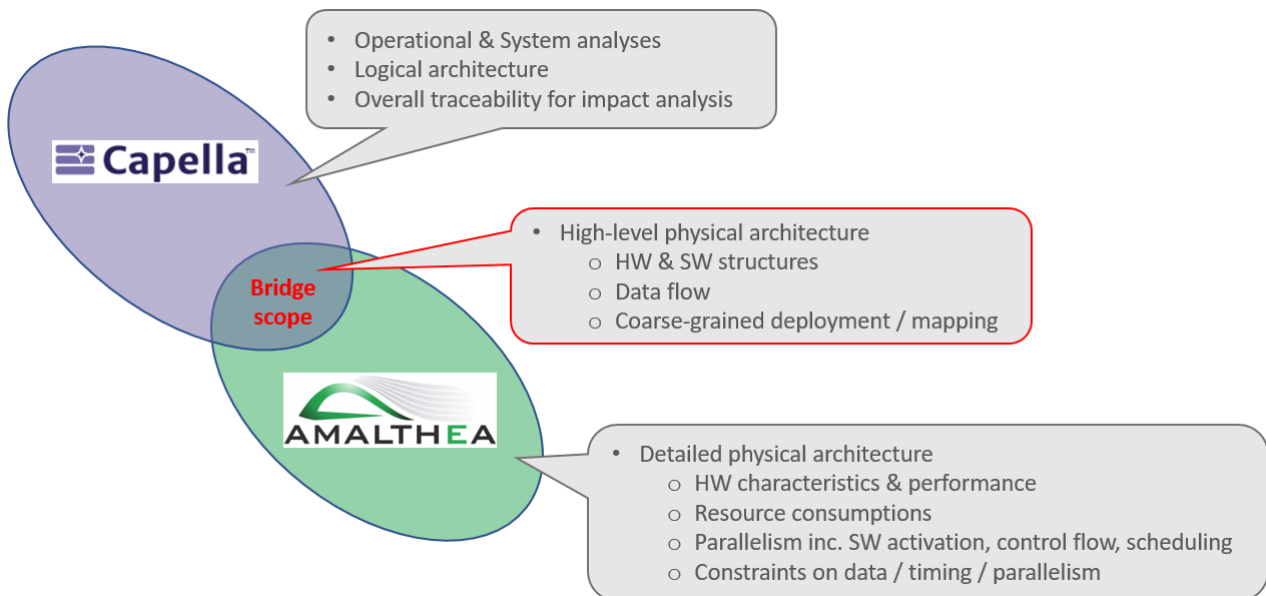 • Operational & System analyses
• Logical architecture
• Overall traceability for impact analysis
Capella™
• High-level physical architecture
o HW & SW structures
o Data flow
o Coarse-grained deployment / mapping
Bridge
scope
AMALTHEA
• Detailed physical architecture
o HW characteristics & performance
o Resource consumptions
o Parallelism inc. SW activation, control flow, scheduling
o Constraints on data / timing / parallelism